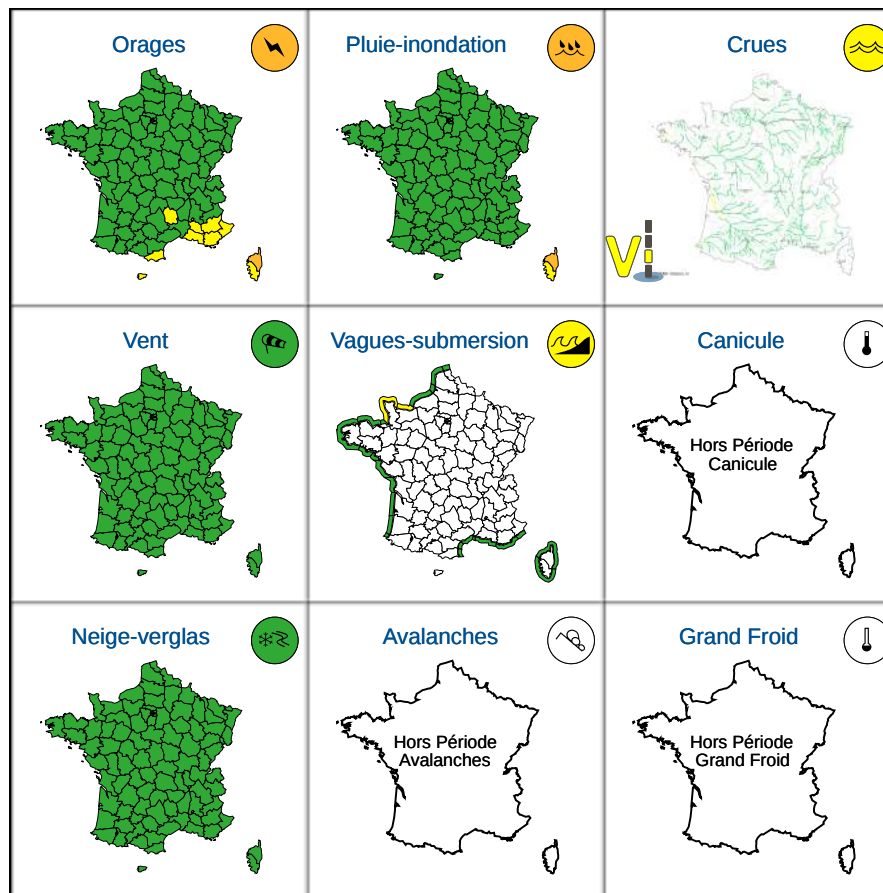 Orages
Pluie-inondation
Crues
Vi
Vent
Vagues-submersion
Canicule
Hors Période
Canicule
Neige-verglas
Avalanches
Grand Froid
Hors Période
Avalanches
Hors Période
Grand Froid